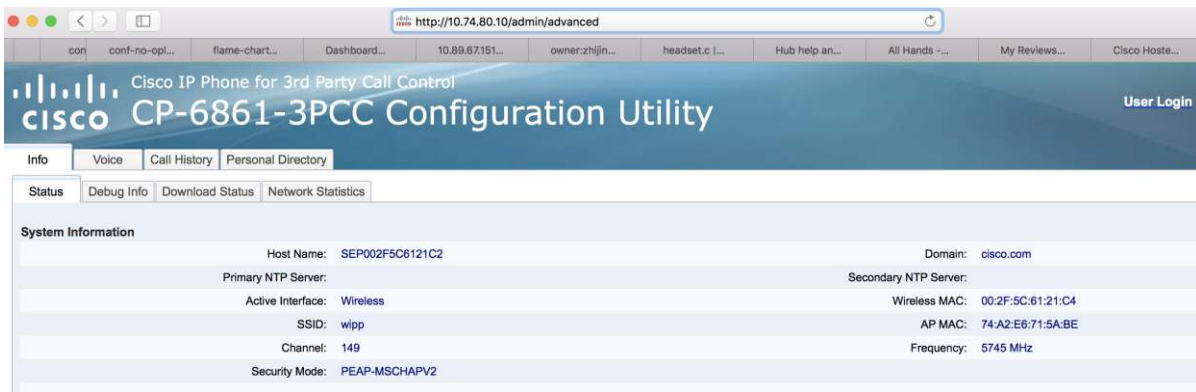 http://10.74.80.10/admin/advanced
con conf-no-opl... flame-chart... Dashboard... 10.89.67.151... owner:zhijin... headset.c |... Hub help an... All Hands -... My Reviews... Cisco Hoste...
Cisco IP Phone for 3rd Party Call Control
CISCO CP-6861-3PCC Configuration Utility
User Login
Info Voice Call History Personal Directory
Status Debug Info Download Status Network Statistics
System Information
Host Name: SEP002F5C6121C2 Domain: cisco.com
Primary NTP Server: Secondary NTP Server:
Active Interface: Wireless Wireless MAC: 00:2F:5C:61:21:C4
SSID: wipp AP MAC: 74:A2:E6:71:5A:BE
Channel: 149 Frequency: 5745 MHz
Security Mode: PEAP-MSCHAPV2